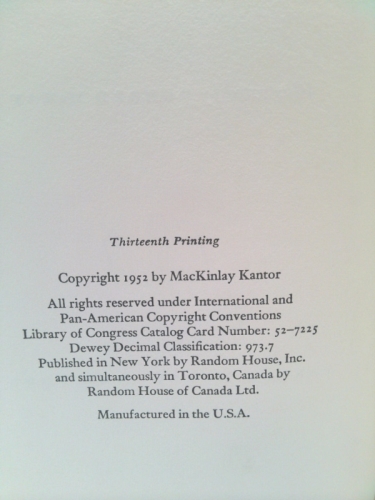 Thirteenth Printing
Copyright 1952 by MacKinlay Kantor
All rights reserved under International and
Pan-American Copyright Conventions
Library of Congress Catalog Card Number: 52-7225
Dewey Decimal Classification: 973.7
Published in New York by Random House, Inc.
and simultaneously in Toronto, Canada by
Random House of Canada Ltd.
Manufactured in the U.S.A.